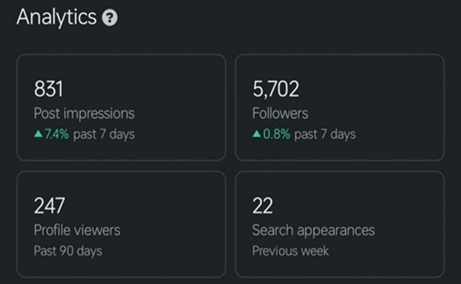 Analytics ?
831
Post impressions
▲7.4% past 7 days
5,702
Followers
▲0.8% past 7 days
247
Profile viewers
Past 90 days
22
Search appearances
Previous week